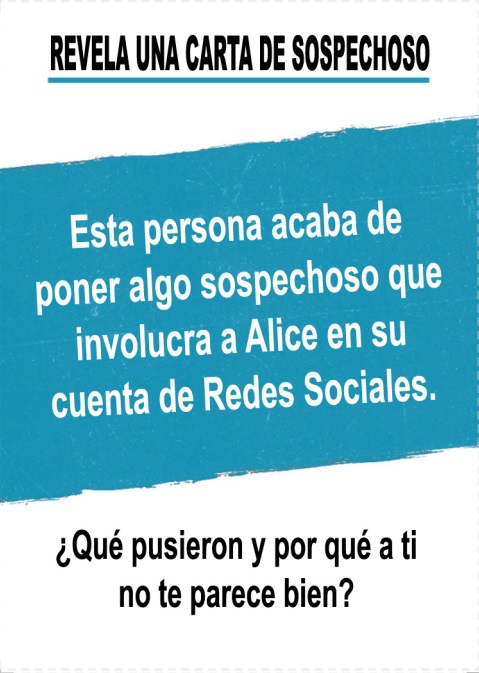 REVELA UNA CARTA DE SOSPECHOSO
Esta persona acaba de
poner algo sospechoso que
involucra a Alice en su
cuenta de Redes Sociales.
¿Qué pusieron y por qué a ti
no te parece bien?